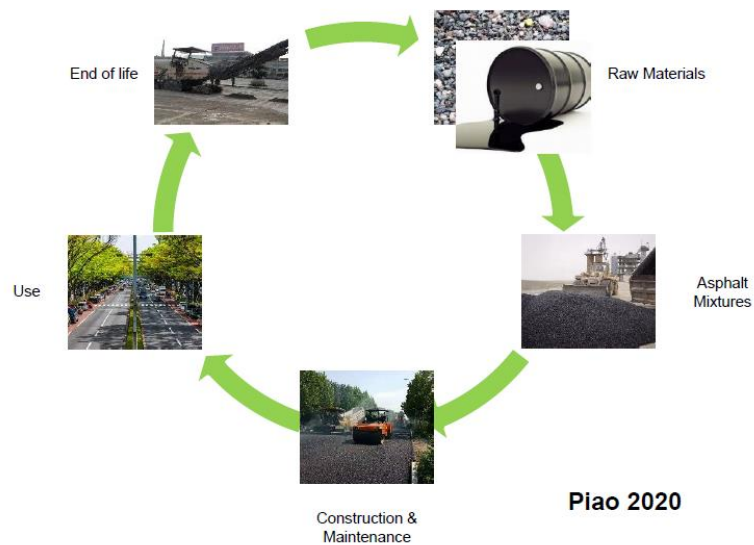 End of life
Raw Materials
Use
Asphalt
Mixtures
Construction &
Maintenance
Piao 2020